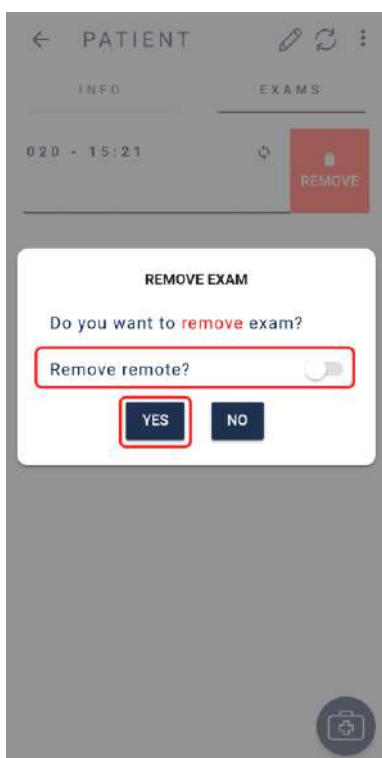 PATIENT
INFO EXAMS
020 - 15:21
REMOVE
REMOVE EXAM
Do you want to remove exam?
Remove remote?
YES NO